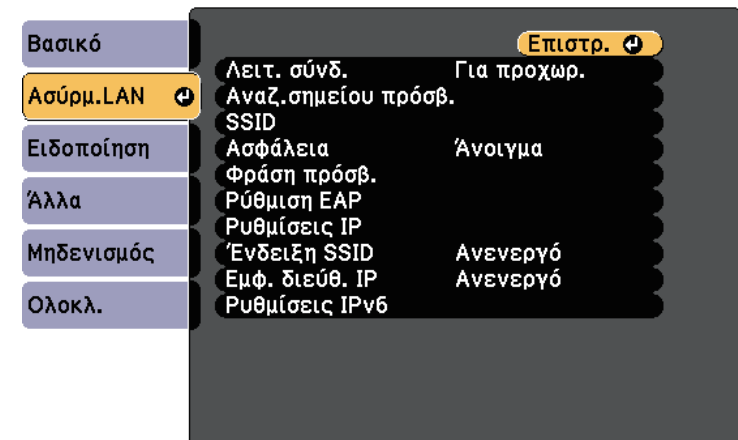 Βασικό
Ασύρμ.LAN
Ειδοποίηση
Άλλα
Μηδενισμός
Ολοκλ.
Επιστρ.
Λειτ. σύνδ. Για προχωρ.
Αναζ.σημείου πρόσβ.
SSID
Ασφάλεια Άνοιγμα
Φράση πρόσβ.
Ρύθμιση EAP
Ρυθμίσεις IP
Ένδειξη SSID Ανενεργό
Εμφ. διεύθ. IP Ανενεργό
Ρυθμίσεις IPv6